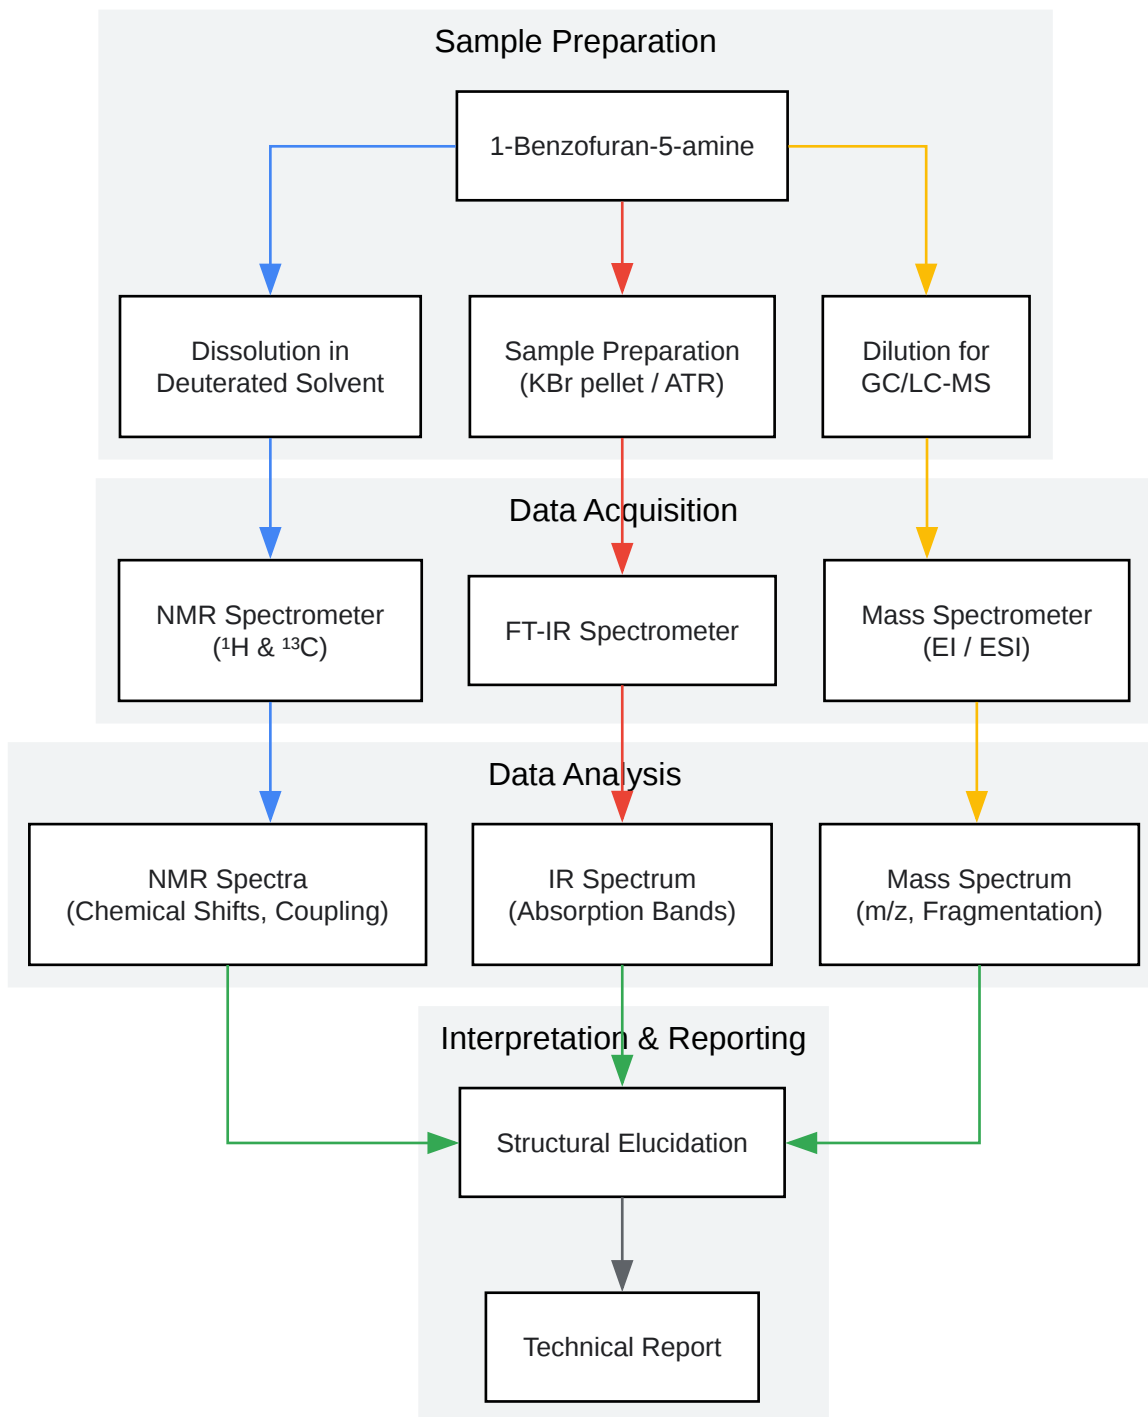 Sample Preparation
1-Benzofuran-5-amine
Dissolution in
Deuterated Solvent
Sample Preparation
(KBr pellet / ATR)
Dilution for
GC/LC-MS
Data Acquisition
NMR Spectrometer
(¹H & ¹³C)
FT-IR Spectrometer
Mass Spectrometer
(EI / ESI)
Data Analysis
NMR Spectra
(Chemical Shifts, Coupling)
IR Spectrum
(Absorption Bands)
Mass Spectrum
(m/z, Fragmentation)
Interpretation & Reporting
Structural Elucidation
Technical Report